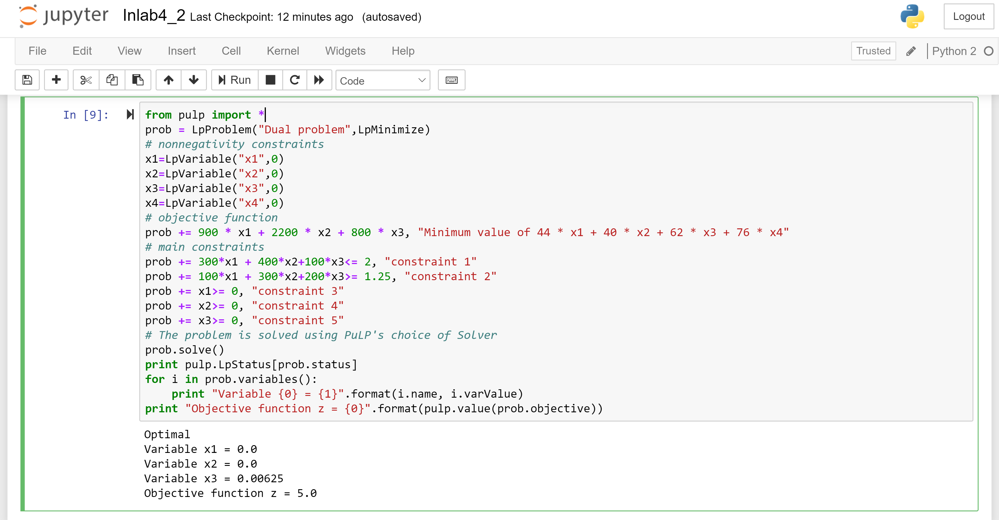 jupyter Inlab4_2 Last Checkpoint: 12 minutes ago (autosaved) Logout
File Edit View Insert Cell Kernel Widgets Help Trusted Python 2
Run Code
In [9]: from pulp import *
prob = LpProblem("Dual problem",LpMinimize)
# nonnegativity constraints
x1=LpVariable("x1",0)
x2=LpVariable("x2",0)
x3=LpVariable("x3",0)
x4=LpVariable("x4",0)
# objective function
prob += 900 * x1 + 2200 * x2 + 800 * x3, "Minimum value of 44 * x1 + 40 * x2 + 62 * x3 + 76 * x4"
# main constraints
prob += 300*x1 + 400*x2+100*x3<= 2, "constraint 1"
prob += 100*x1 + 300*x2+200*x3>= 1.25, "constraint 2"
prob += x1>= 0, "constraint 3"
prob += x2>= 0, "constraint 4"
prob += x3>= 0, "constraint 5"
# The problem is solved using PuLP's choice of Solver
prob.solve()
print pulp.LpStatus[prob.status]
for i in prob.variables():
    print "Variable {0} = {1}".format(i.name, i.varValue)
print "Objective function z = {0}".format(pulp.value(prob.objective))
Optimal
Variable x1 = 0.0
Variable x2 = 0.0
Variable x3 = 0.00625
Objective function z = 5.0